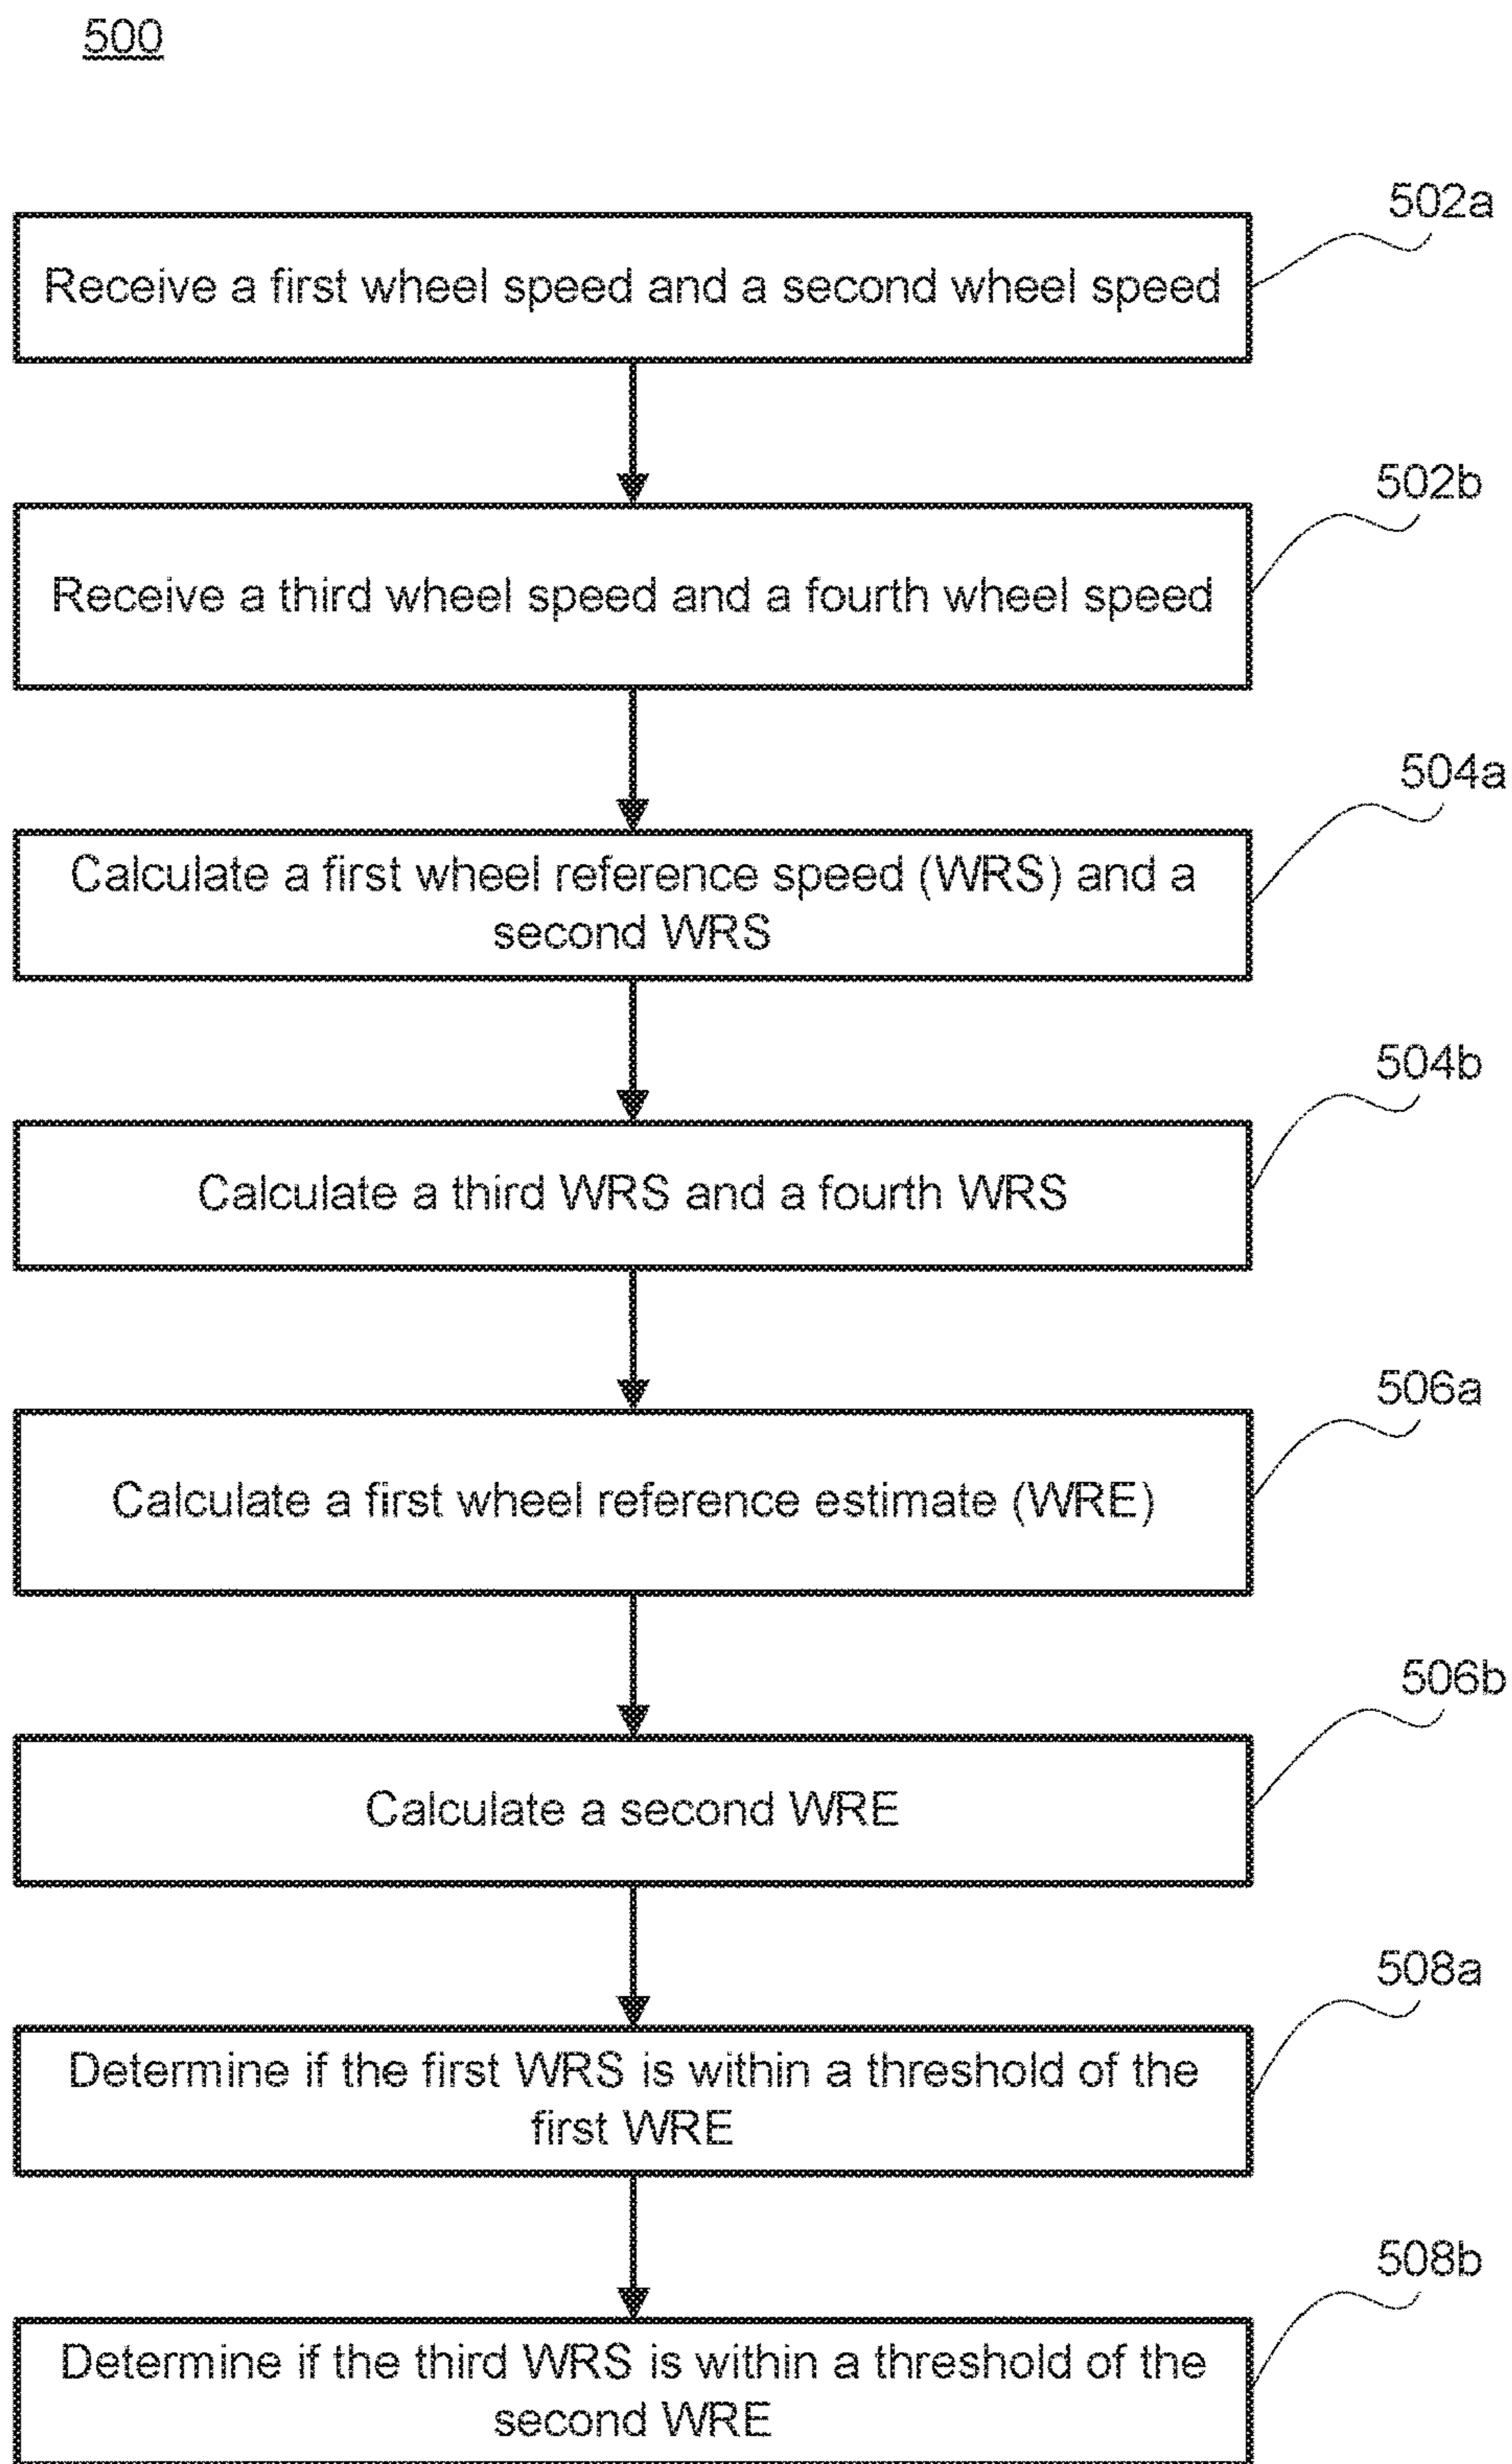 500
502a
Receive a first wheel speed and a second wheel speed
502b
Receive a third wheel speed and a fourth wheel speed
504a
Calculate a first wheel reference speed (WRS) and a
second WRS
504b
Calculate a third WRS and a fourth WRS
506a
Calculate a first wheel reference estimate (WRE)
506b
Calculate a second WRE
508a
Determine if the first WRS is within a threshold of the
first WRE
508b
Determine if the third WRS is within a threshold of the
second WRE